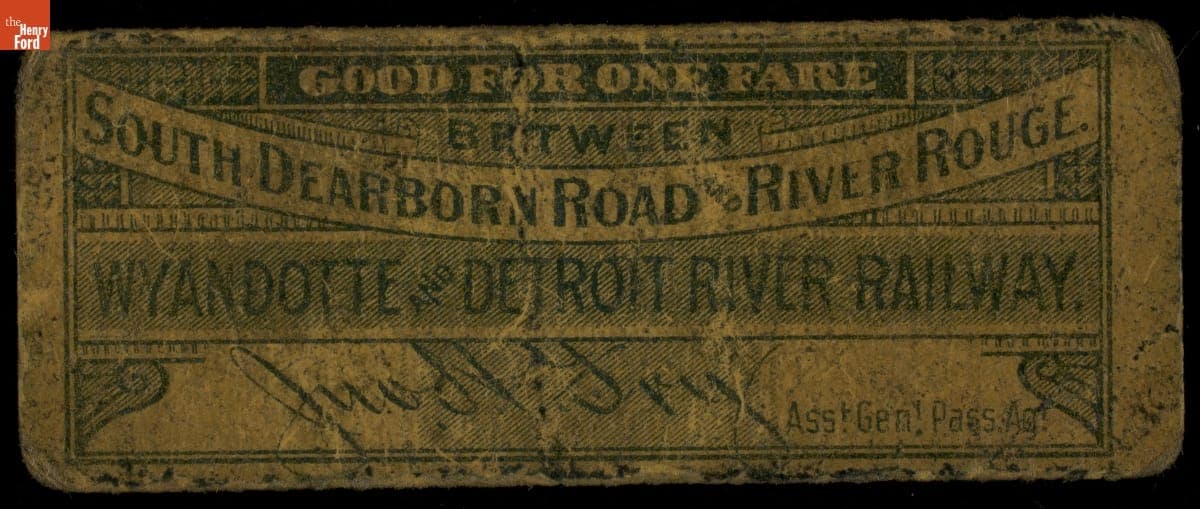 the
Henry
Ford
GOOD FOR ONE FARE
BETWEEN
SOUTH DEARBORN ROAD AND RIVER ROUGE.
WYANDOTTE AND DETROIT RIVER RAILWAY.
Jno
Asst. Genl. Pass. Agt.